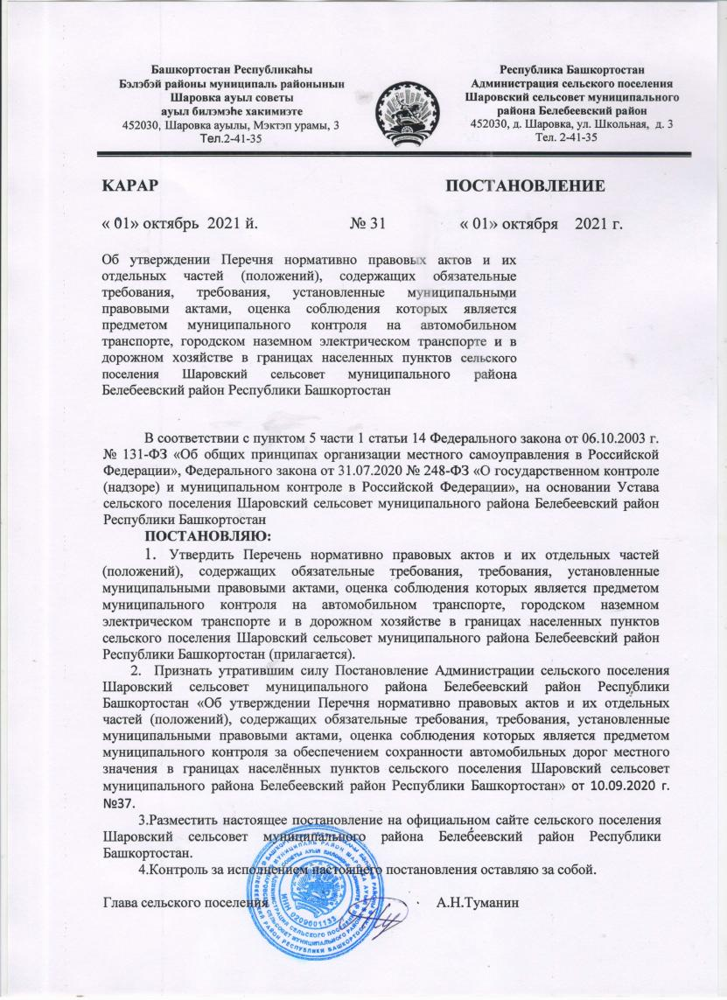 Башкортостан Республикаһы
Бэлэбэй районы муниципаль районынын
Шаровка ауыл советы
ауыл билэмэһе хакимиэте
452030, Шаровка ауылы, Мэктэп урамы, 3
Тел.2-41-35
Республика Башкортостан
Администрация сельского поселения
Шаровский сельсовет муниципального
района Белебеевский район
452030, д. Шаровка, ул. Школьная, д. 3
Тел. 2-41-35
КАРАР ПОСТАНОВЛЕНИЕ
« 01» октябрь 2021 й. № 31 « 01» октября 2021 г.
Об утверждении Перечня нормативно правовых актов и их
отдельных частей (положений), содержащих обязательные
требования, требования, установленные муниципальными
правовыми актами, оценка соблюдения которых является
предметом муниципального контроля на автомобильном
транспорте, городском наземном электрическом транспорте и в
дорожном хозяйстве в границах населенных пунктов сельского
поселения Шаровский сельсовет муниципального района
Белебеевский район Республики Башкортостан
В соответствии с пунктом 5 части 1 статьи 14 Федерального закона от 06.10.2003 г.
№ 131-ФЗ «Об общих принципах организации местного самоуправления в Российской
Федерации», Федерального закона от 31.07.2020 № 248-ФЗ «О государственном контроле
(надзоре) и муниципальном контроле в Российской Федерации», на основании Устава
сельского поселения Шаровский сельсовет муниципального района Белебеевский район
Республики Башкортостан
ПОСТАНОВЛЯЮ:
1. Утвердить Перечень нормативно правовых актов и их отдельных частей
(положений), содержащих обязательные требования, требования, установленные
муниципальными правовыми актами, оценка соблюдения которых является предметом
муниципального контроля на автомобильном транспорте, городском наземном
электрическом транспорте и в дорожном хозяйстве в границах населенных пунктов
сельского поселения Шаровский сельсовет муниципального района Белебеевский район
Республики Башкортостан (прилагается).
2. Признать утратившим силу Постановление Администрации сельского поселения
Шаровский сельсовет муниципального района Белебеевский район Республики
Башкортостан «Об утверждении Перечня нормативно правовых актов и их отдельных
частей (положений), содержащих обязательные требования, требования, установленные
муниципальными правовыми актами, оценка соблюдения которых является предметом
муниципального контроля за обеспечением сохранности автомобильных дорог местного
значения в границах населённых пунктов сельского поселения Шаровский сельсовет
муниципального района Белебеевский район Республики Башкортостан» от 10.09.2020 г.
№37.
3.Разместить настоящее постановление на официальном сайте сельского поселения
Шаровский сельсовет муниципального района Белебеевский район Республики
Башкортостан.
4.Контроль за исполнением настоящего постановления оставляю за собой.
Глава сельского поселения А.Н.Туманин
ИНН 0209001133